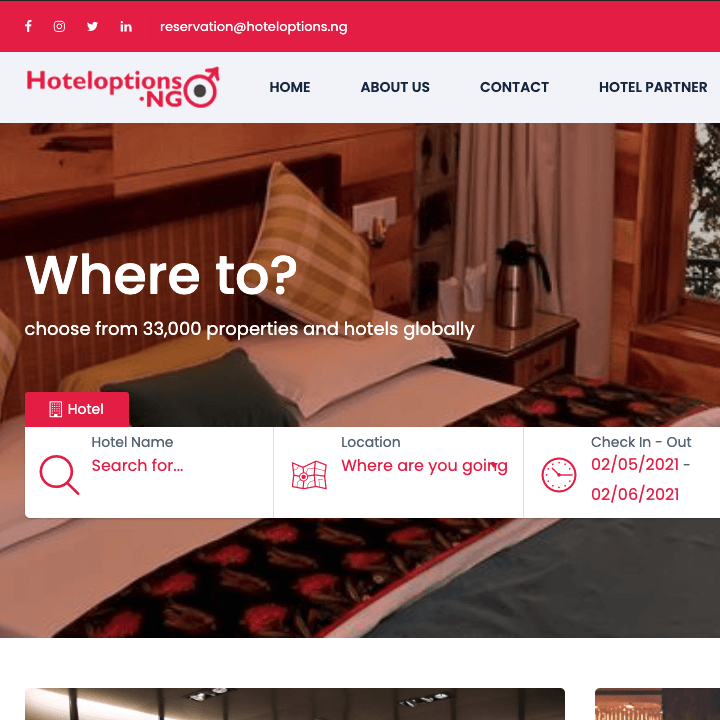 reservation@hoteloptions.ng
Hoteloptions
.NG
HOME
ABOUT US
CONTACT
HOTEL PARTNER
Where to?
choose from 33,000 properties and hotels globally
Hotel
Hotel Name
Search for...
Location
Where are you going
Check In - Out
02/05/2021 -
02/06/2021